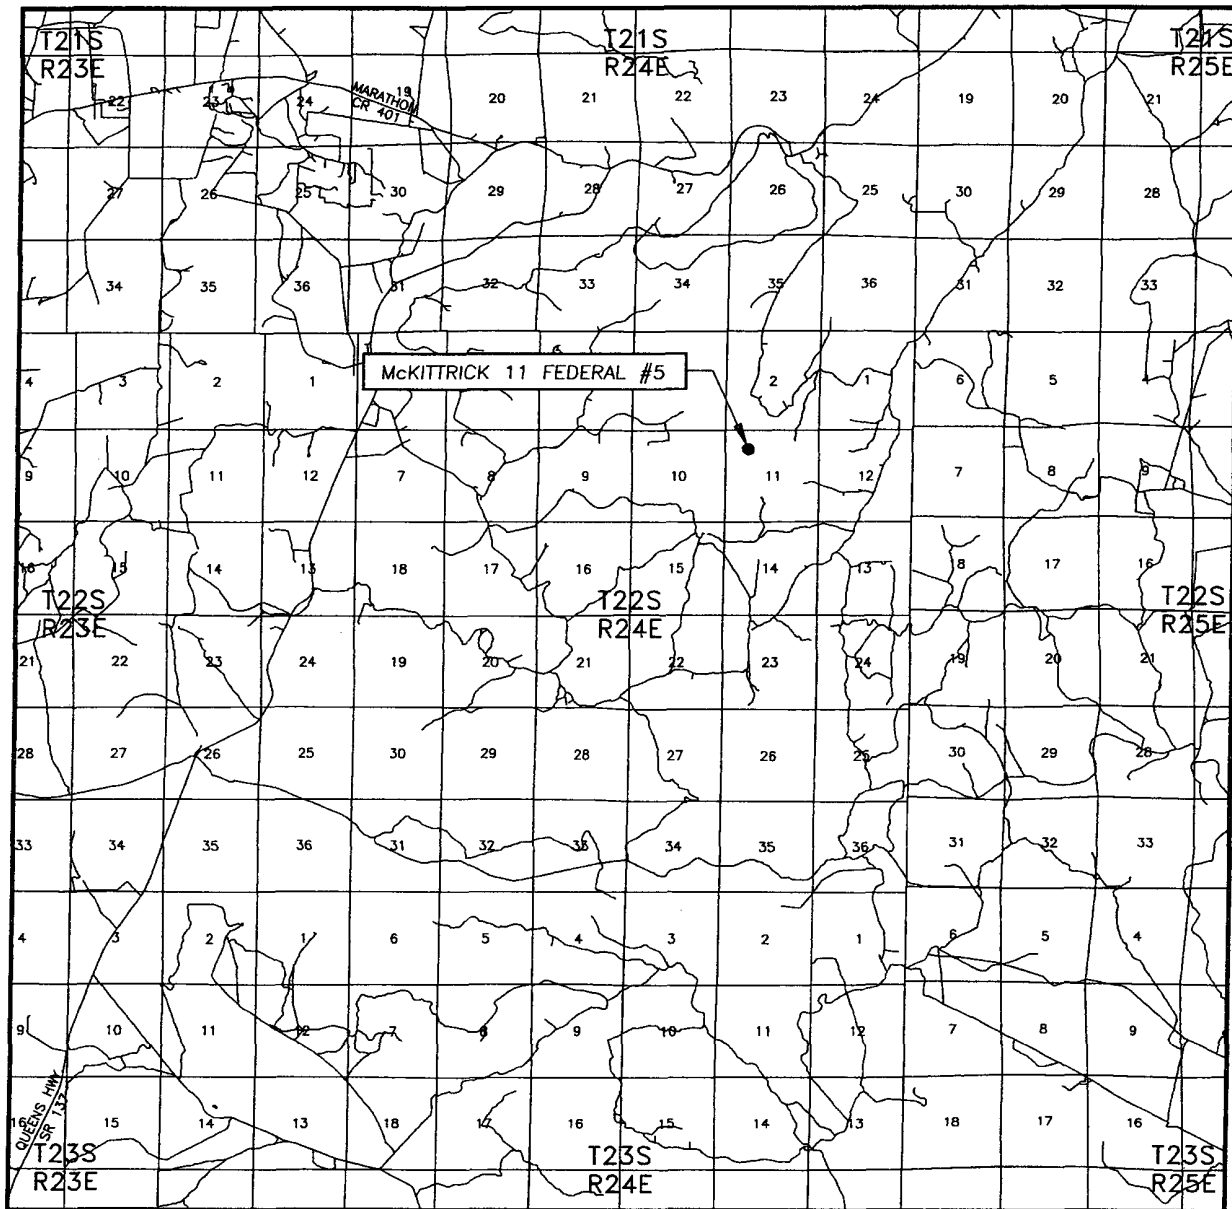 T21S T21S T21S
R23E R24E R25E
22 23 24 19 20 21 22 23 24 19 20 21
MARATHON
CR 401
27 26 25 30 29 28 27 26 25 30 29 28
34 35 36 31 32 33 34 35 36 31 32 33
McKITTRICK 11 FEDERAL #5
4 3 2 1 2 1 6 5 4
9 10 11 12 7 8 9 10 11 12 7 8 9
16 15 14 13 18 17 16 15 14 13 8 17 16
T22S T22S T22S
R23E R24E R25E
21 22 23 24 19 20 21 22 23 24 19 20 21
28 27 26 25 30 29 28 27 26 25 30 29 28
33 34 35 36 31 32 33 34 35 36 31 32 33
4 3 2 1 6 5 4 3 2 1 6 5 4
9 10 11 12 7 8 9 10 11 12 7 8 9
QUEENS HWY
SR 137
16 15 14 13 18 17 16 15 14 13 18 17 16
T23S T23S T23S
R23E R24E R25E